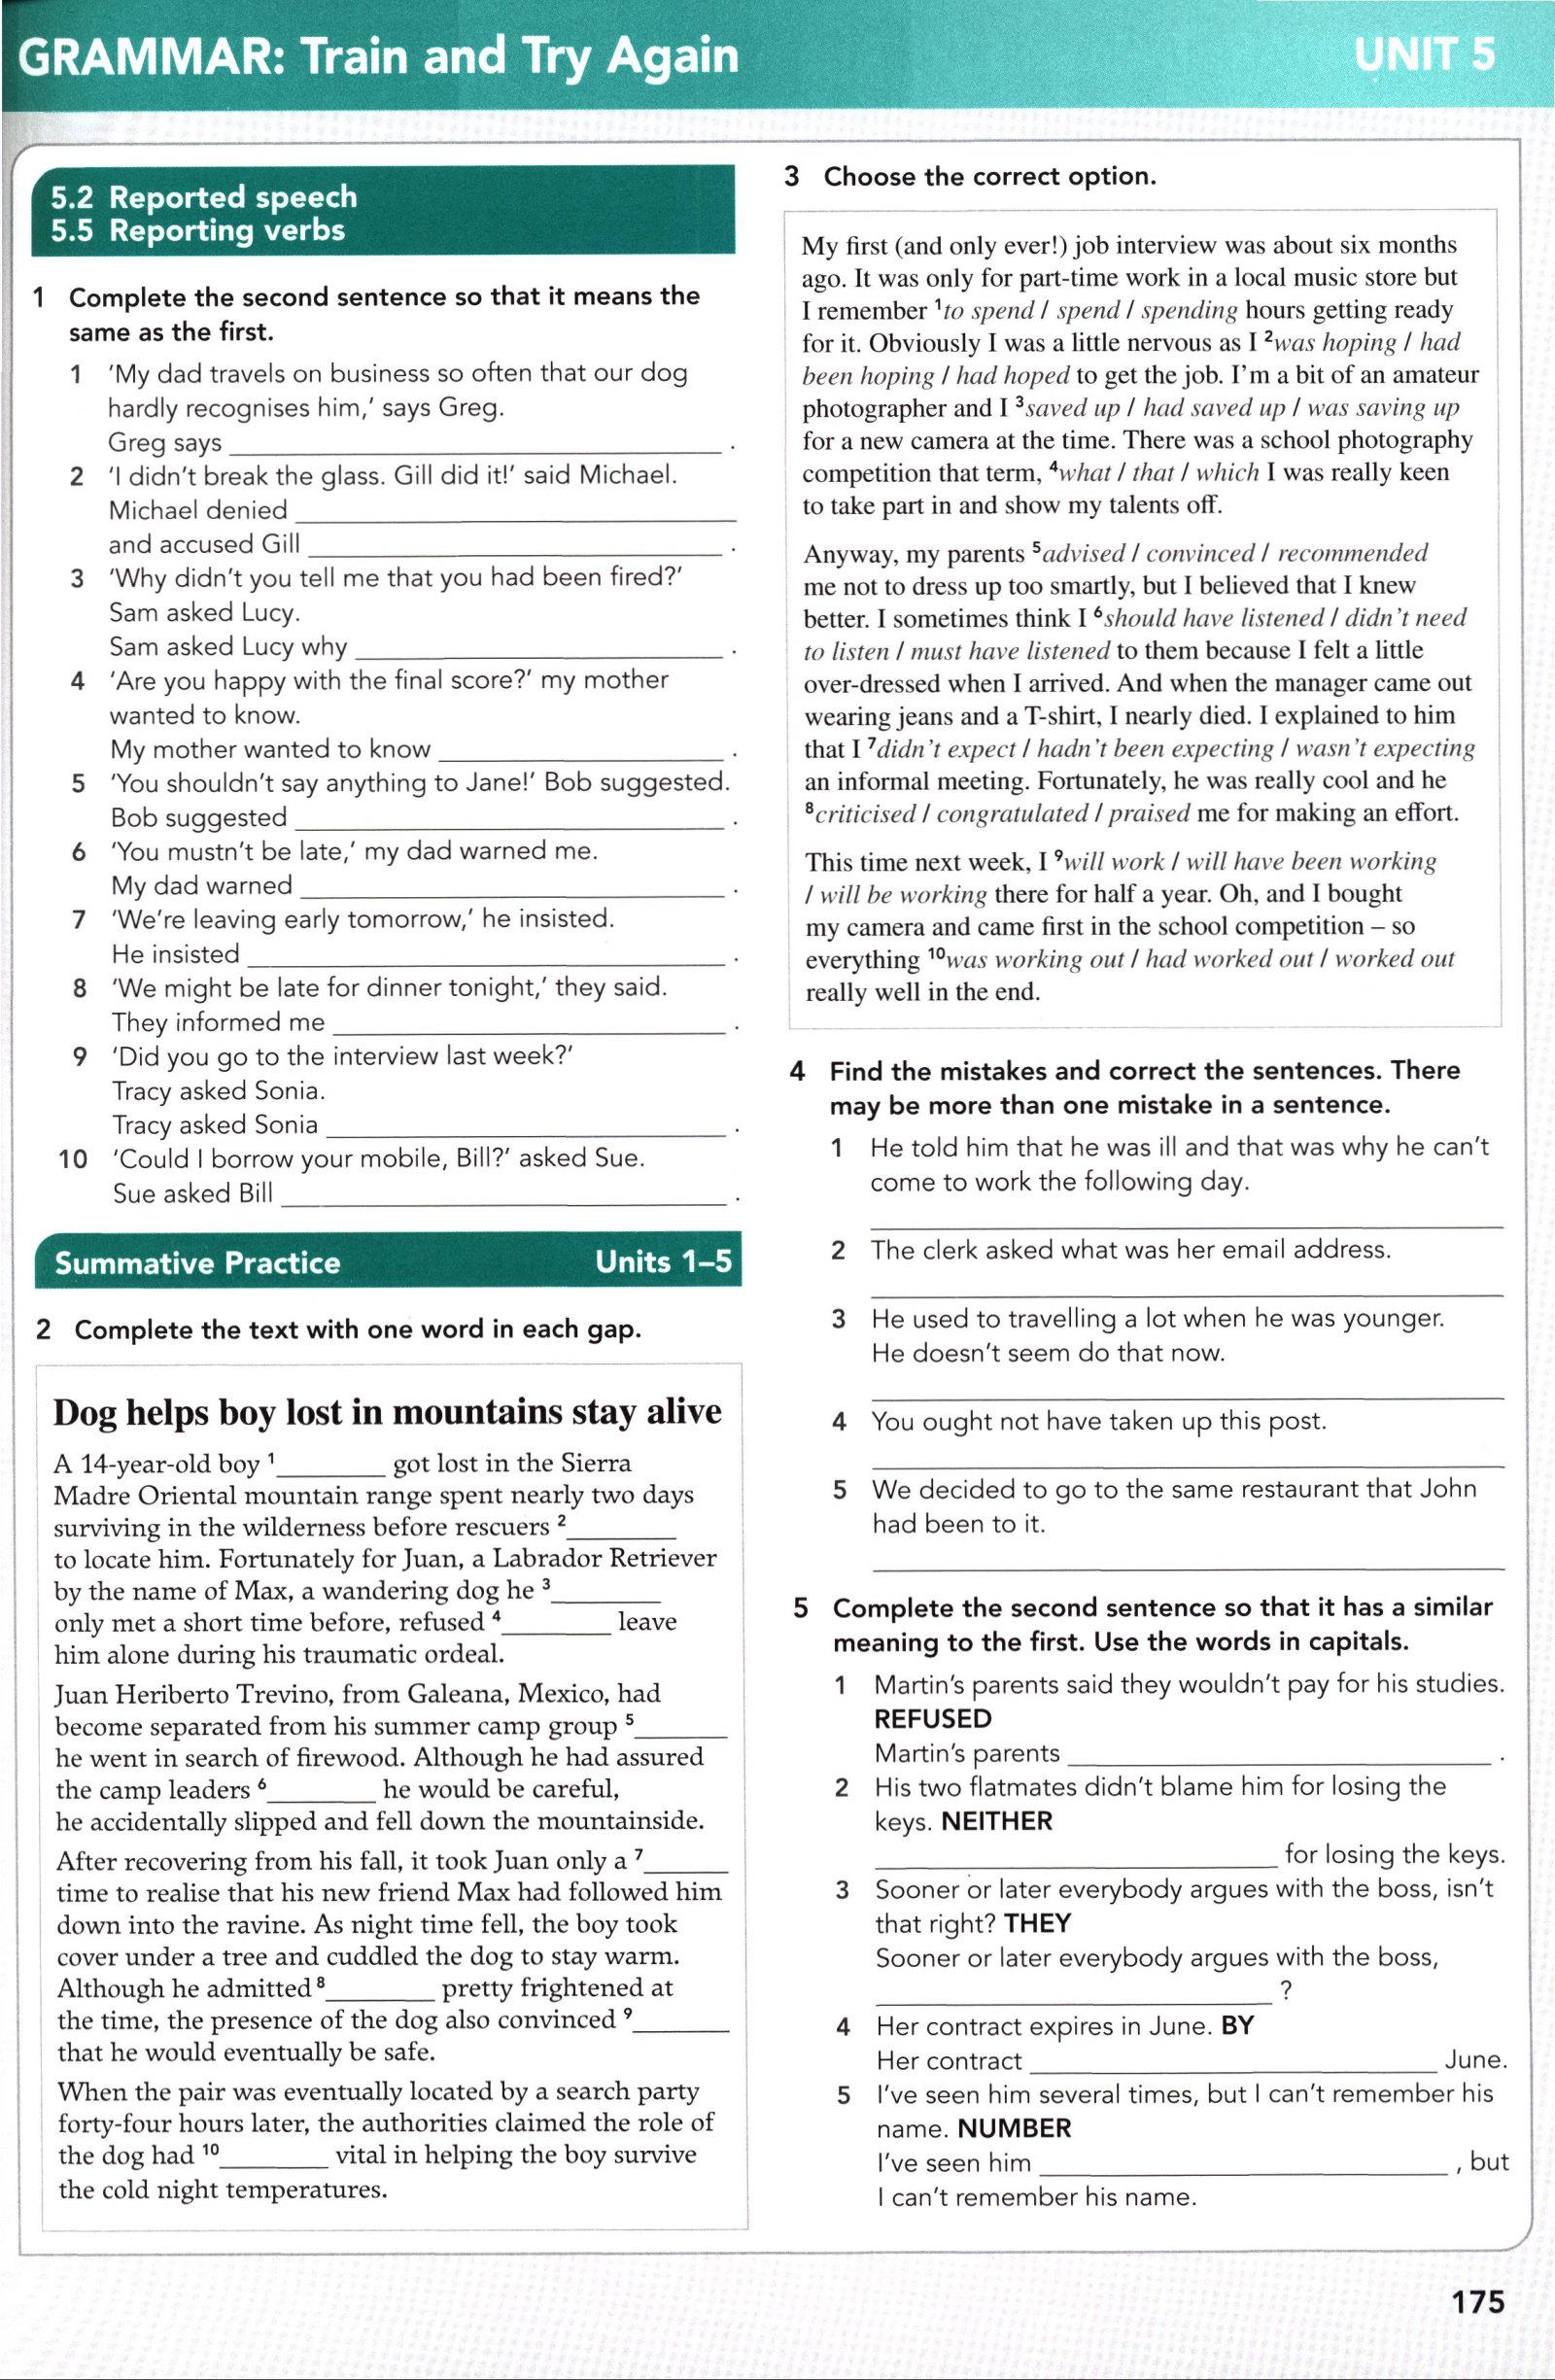 GRAMMAR: Train and Try Again
UNIT 5
5.2 Reported speech
5.5 Reporting verbs
1 Complete the second sentence so that it means the
same as the first.
1 'My dad travels on business so often that our dog
hardly recognises him,' says Greg.
Greg says ______.
2 'I didn't break the glass. Gill did it!' said Michael.
Michael denied ______
and accused Gill ______.
3 'Why didn't you tell me that you had been fired?'
Sam asked Lucy.
Sam asked Lucy why ______.
4 'Are you happy with the final score?' my mother
wanted to know.
My mother wanted to know ______.
5 'You shouldn't say anything to Jane!' Bob suggested.
Bob suggested ______.
6 'You mustn't be late,' my dad warned me.
My dad warned ______.
7 'We're leaving early tomorrow,' he insisted.
He insisted ______.
8 'We might be late for dinner tonight,' they said.
They informed me ______.
9 'Did you go to the interview last week?'
Tracy asked Sonia.
Tracy asked Sonia ______.
10 'Could I borrow your mobile, Bill?' asked Sue.
Sue asked Bill ______.
Summative Practice Units 1–5
2 Complete the text with one word in each gap.
Dog helps boy lost in mountains stay alive
A 14-year-old boy 1______ got lost in the Sierra
Madre Oriental mountain range spent nearly two days
surviving in the wilderness before rescuers 2______
to locate him. Fortunately for Juan, a Labrador Retriever
by the name of Max, a wandering dog he 3______
only met a short time before, refused 4______ leave
him alone during his traumatic ordeal.
Juan Heriberto Trevino, from Galeana, Mexico, had
become separated from his summer camp group 5______
he went in search of firewood. Although he had assured
the camp leaders 6______ he would be careful,
he accidentally slipped and fell down the mountainside.
After recovering from his fall, it took Juan only a 7______
time to realise that his new friend Max had followed him
down into the ravine. As night time fell, the boy took
cover under a tree and cuddled the dog to stay warm.
Although he admitted 8______ pretty frightened at
the time, the presence of the dog also convinced 9______
that he would eventually be safe.
When the pair was eventually located by a search party
forty-four hours later, the authorities claimed the role of
the dog had 10______ vital in helping the boy survive
the cold night temperatures.
3 Choose the correct option.
My first (and only ever!) job interview was about six months
ago. It was only for part-time work in a local music store but
I remember 1to spend / spend / spending hours getting ready
for it. Obviously I was a little nervous as I 2was hoping / had
been hoping / had hoped to get the job. I'm a bit of an amateur
photographer and I 3saved up / had saved up / was saving up
for a new camera at the time. There was a school photography
competition that term, 4what / that / which I was really keen
to take part in and show my talents off.
Anyway, my parents 5advised / convinced / recommended
me not to dress up too smartly, but I believed that I knew
better. I sometimes think I 6should have listened / didn't need
to listen / must have listened to them because I felt a little
over-dressed when I arrived. And when the manager came out
wearing jeans and a T-shirt, I nearly died. I explained to him
that I 7didn't expect / hadn't been expecting / wasn't expecting
an informal meeting. Fortunately, he was really cool and he
8criticised / congratulated / praised me for making an effort.
This time next week, I 9will work / will have been working
/ will be working there for half a year. Oh, and I bought
my camera and came first in the school competition – so
everything 10was working out / had worked out / worked out
really well in the end.
4 Find the mistakes and correct the sentences. There
may be more than one mistake in a sentence.
1 He told him that he was ill and that was why he can't
come to work the following day.
2 The clerk asked what was her email address.
3 He used to travelling a lot when he was younger.
He doesn't seem do that now.
4 You ought not have taken up this post.
5 We decided to go to the same restaurant that John
had been to it.
5 Complete the second sentence so that it has a similar
meaning to the first. Use the words in capitals.
1 Martin's parents said they wouldn't pay for his studies.
REFUSED
Martin's parents ______.
2 His two flatmates didn't blame him for losing the
keys. NEITHER
______ for losing the keys.
3 Sooner or later everybody argues with the boss, isn't
that right? THEY
Sooner or later everybody argues with the boss,
______?
4 Her contract expires in June. BY
Her contract ______ June.
5 I've seen him several times, but I can't remember his
name. NUMBER
I've seen him ______, but
I can't remember his name.
175